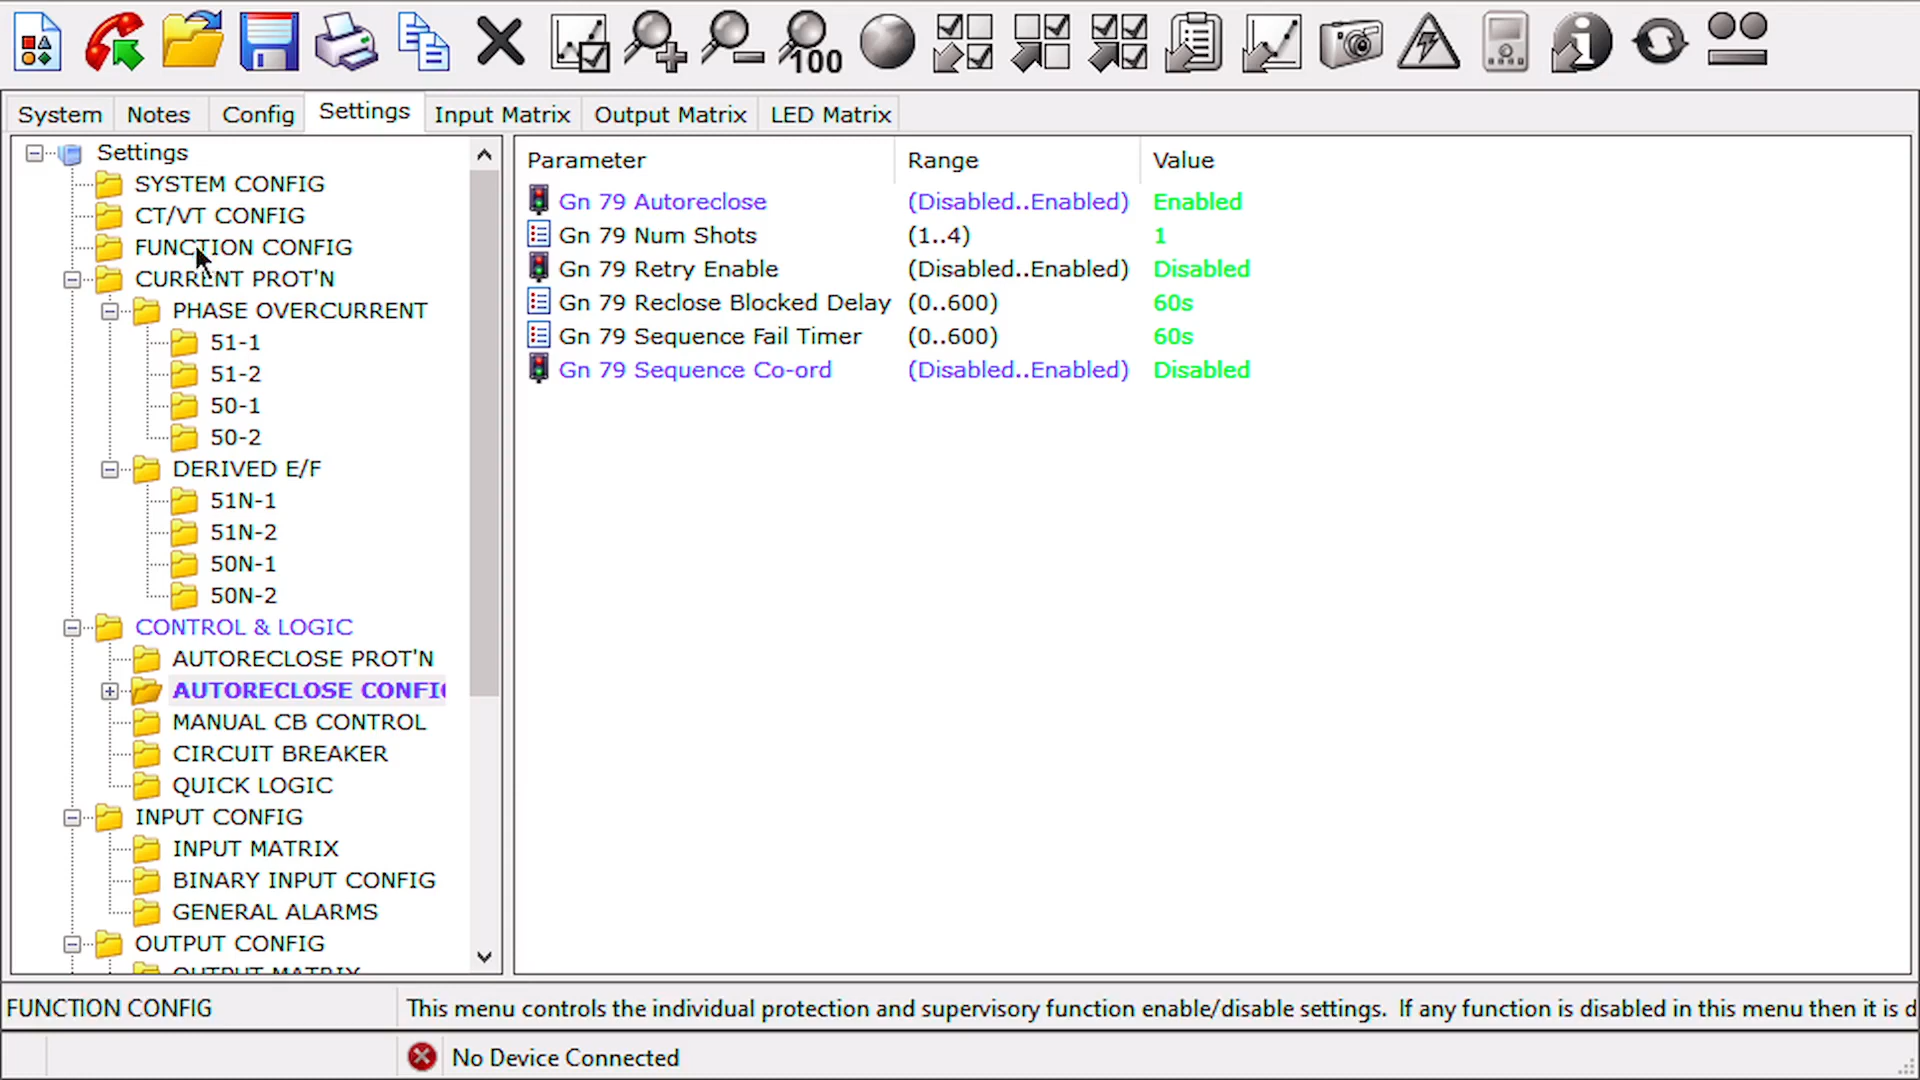 100
System Notes Config Settings Input Matrix Output Matrix LED Matrix
Settings
SYSTEM CONFIG
CT/VT CONFIG
FUNCTION CONFIG
CURRENT PROT'N
PHASE OVERCURRENT
51-1
51-2
50-1
50-2
DERIVED E/F
51N-1
51N-2
50N-1
50N-2
CONTROL & LOGIC
AUTORECLOSE PROT'N
AUTORECLOSE CONFIG
MANUAL CB CONTROL
CIRCUIT BREAKER
QUICK LOGIC
INPUT CONFIG
INPUT MATRIX
BINARY INPUT CONFIG
GENERAL ALARMS
OUTPUT CONFIG
OUTPUT MATRIX
Parameter Range Value
Gn 79 Autoreclose (Disabled..Enabled) Enabled
Gn 79 Num Shots (1..4) 1
Gn 79 Retry Enable (Disabled..Enabled) Disabled
Gn 79 Reclose Blocked Delay (0..600) 60s
Gn 79 Sequence Fail Timer (0..600) 60s
Gn 79 Sequence Co-ord (Disabled..Enabled) Disabled
FUNCTION CONFIG This menu controls the individual protection and supervisory function enable/disable settings. If any function is disabled in this menu then it is d
No Device Connected